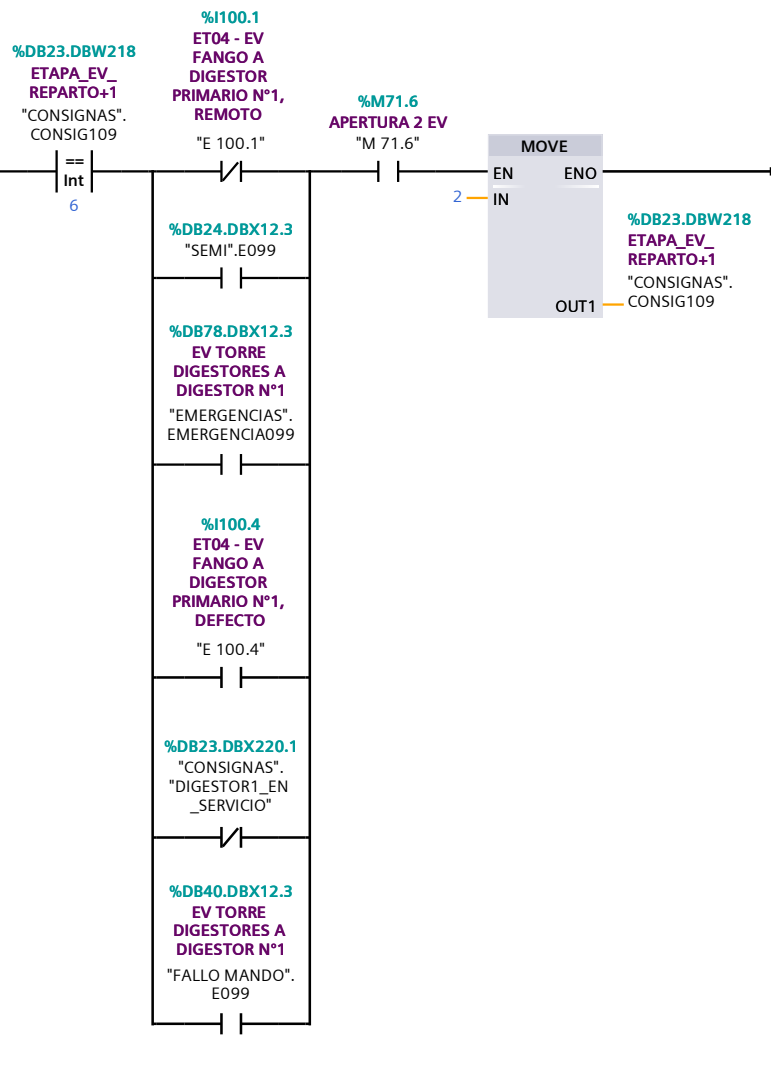 %DB23.DBW218
ETAPA_EV_
REPARTO+1
"CONSIGNAS".
CONSIG109
==
Int
6
%I100.1
ET04 - EV
FANGO A
DIGESTOR
PRIMARIO Nº1,
REMOTO
"E 100.1"
%M71.6
APERTURA 2 EV
"M 71.6"
MOVE
EN ENO
2 IN
OUT1
%DB23.DBW218
ETAPA_EV_
REPARTO+1
"CONSIGNAS".
CONSIG109
%DB24.DBX12.3
"SEMI".E099
%DB78.DBX12.3
EV TORRE
DIGESTORES A
DIGESTOR Nº1
"EMERGENCIAS".
EMERGENCIA099
%I100.4
ET04 - EV
FANGO A
DIGESTOR
PRIMARIO Nº1,
DEFECTO
"E 100.4"
%DB23.DBX220.1
"CONSIGNAS".
"DIGESTOR1_EN
_SERVICIO"
%DB40.DBX12.3
EV TORRE
DIGESTORES A
DIGESTOR Nº1
"FALLO MANDO".
E099